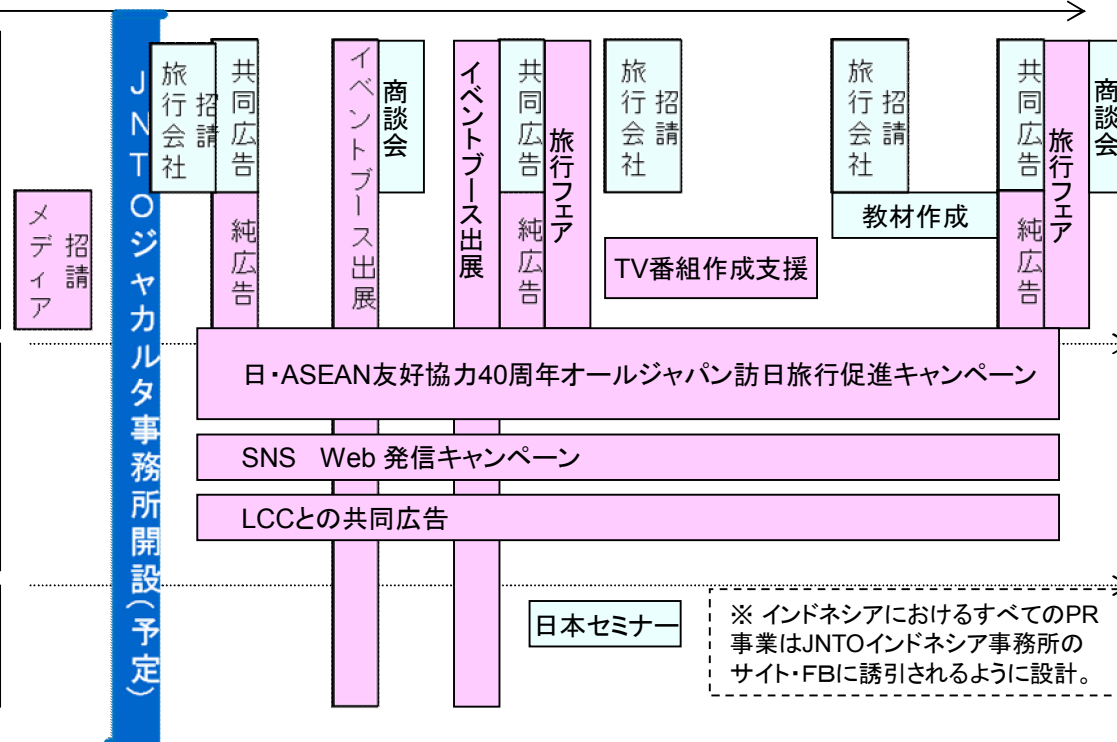 メディア
招請
JNTOジャカルタ事務所開設(予定)
旅行会社
招請
共同広告
純広告
イベントブース出展
商談会
イベントブース出展
共同広告
純広告
旅行フェア
旅行会社
招請
TV番組作成支援
旅行会社
招請
教材作成
共同広告
純広告
旅行フェア
商談会
日・ASEAN友好協力40周年オールジャパン訪日旅行促進キャンペーン
SNS Web 発信キャンペーン
LCCとの共同広告
日本セミナー
※ インドネシアにおけるすべてのPR
事業はJNTOインドネシア事務所の
サイト・FBに誘引されるように設計。